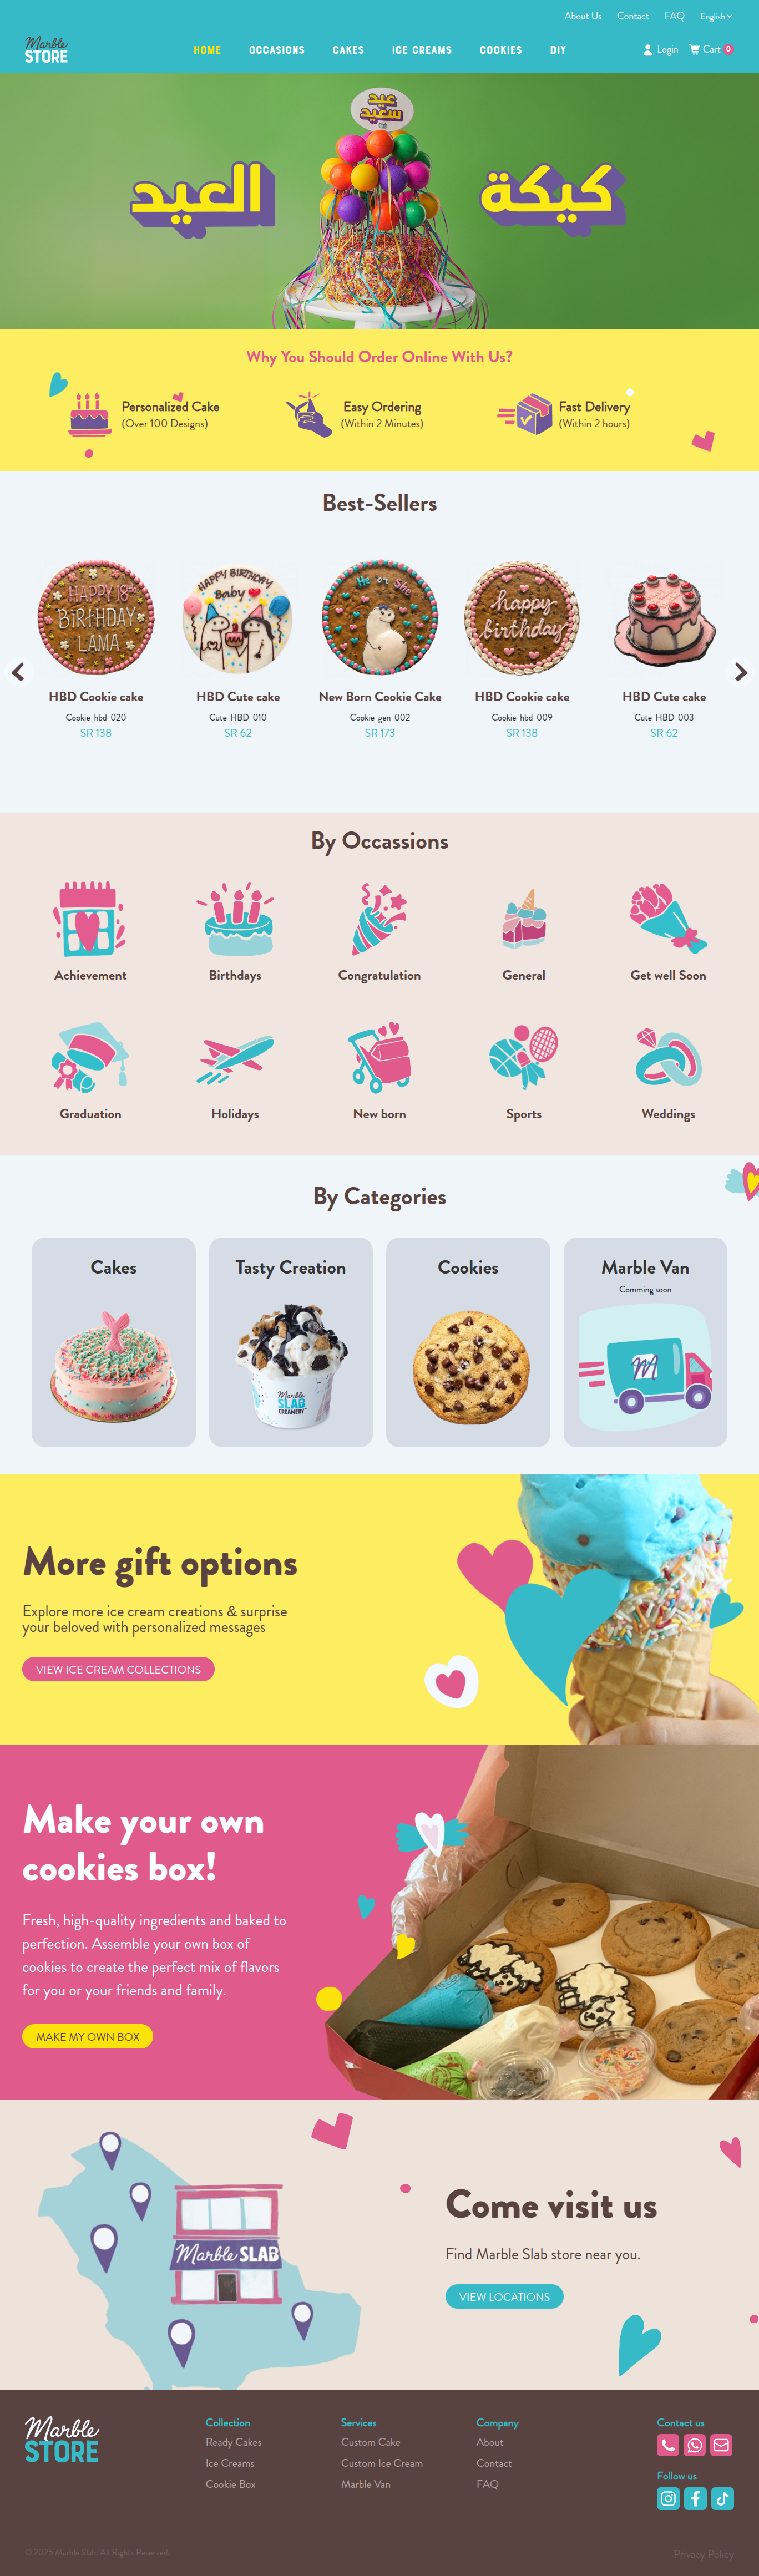 About Us Contact FAQ English
Marble
STORE
HOME OCCASIONS CAKES ICE CREAMS COOKIES DIY
Login Cart 0
عيد
سعيد
كيكة العيد
Why You Should Order Online With Us?
Personalized Cake
(Over 100 Designs)
Easy Ordering
(Within 2 Minutes)
Fast Delivery
(Within 2 hours)
Best-Sellers
HAPPY 18th
BIRTHDAY
LAMA
HBD Cookie cake
Cookie-hbd-020
SR 138
HAPPY BIRTHDAY
Baby
HBD Cute cake
Cute-HBD-010
SR 62
He or She
New Born Cookie Cake
Cookie-gen-002
SR 173
happy
birthday
HBD Cookie cake
Cookie-hbd-009
SR 138
HBD Cute cake
Cute-HBD-003
SR 62
By Occassions
Achievement
Birthdays
Congratulation
General
Get well Soon
Graduation
Holidays
New born
Sports
Weddings
By Categories
Cakes
Tasty Creation
Marble
SLAB
CREAMERY
Cookies
Marble Van
Comming soon
M
More gift options
Explore more ice cream creations & surprise
your beloved with personalized messages
VIEW ICE CREAM COLLECTIONS
Make your own
cookies box!
Fresh, high-quality ingredients and baked to
perfection. Assemble your own box of
cookies to create the perfect mix of flavors
for you or your friends and family.
MAKE MY OWN BOX
Marble SLAB
Come visit us
Find Marble Slab store near you.
VIEW LOCATIONS
Marble
STORE
Collection
Ready Cakes
Ice Creams
Cookie Box
Services
Custom Cake
Custom Ice Cream
Marble Van
Company
About
Contact
FAQ
Contact us
Follow us
© 2025 Marble Slab. All Rights Reserved.
Privacy Policy